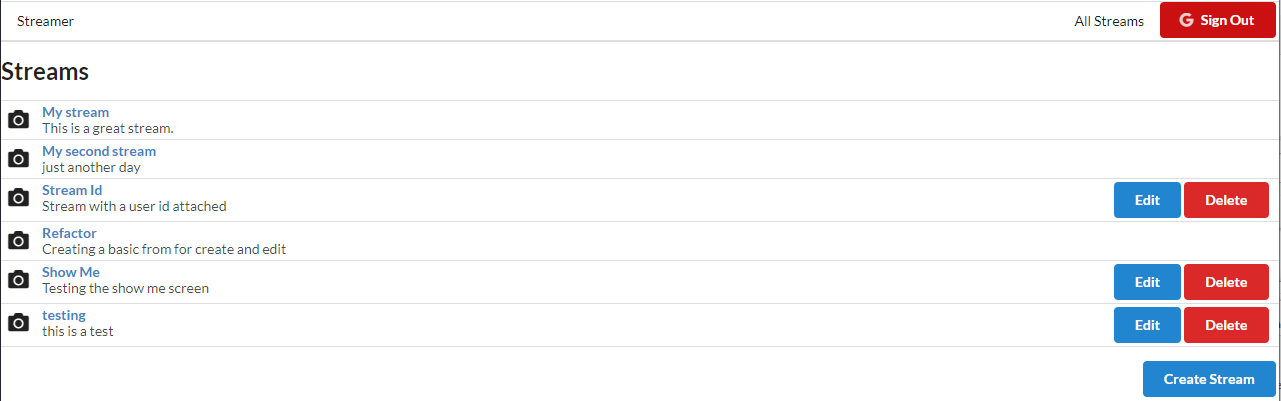 Streamer
All Streams
Sign Out
Streams
My stream
This is a great stream.
My second stream
just another day
Stream Id
Stream with a user id attached
Edit
Delete
Refactor
Creating a basic from for create and edit
Show Me
Testing the show me screen
Edit
Delete
testing
this is a test
Edit
Delete
Create Stream